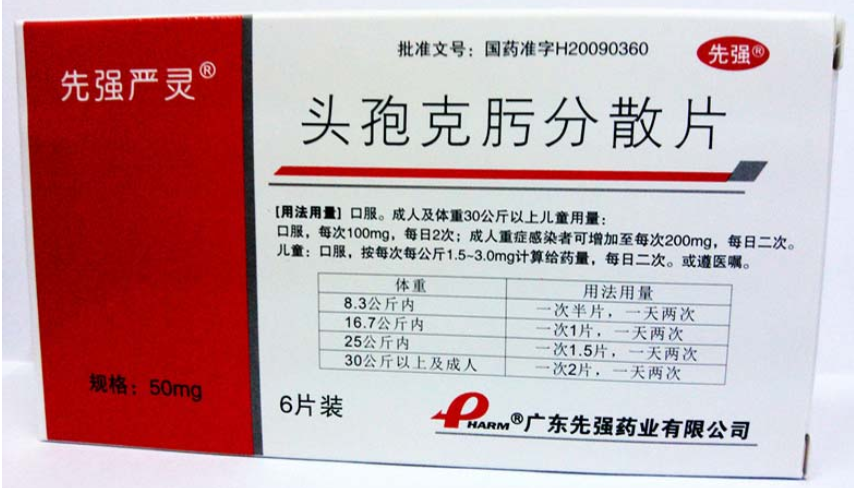 批准文号：国药准字H20090360
先强®
先强严灵®
头孢克肟分散片
[用法用量] 口服。成人及体重30公斤以上儿童用量：
口服，每次100mg，每日2次；成人重症感染者可增加至每次200mg，每日二次。
儿童：口服，按每次每公斤1.5~3.0mg计算给药量，每日二次。或遵医嘱。
体重 用法用量
8.3公斤内 一次半片，一天两次
16.7公斤内 一次1片，一天两次
25公斤内 一次1.5片，一天两次
30公斤以上及成人 一次2片，一天两次
规格：50mg
6片装
PHARM®广东先强药业有限公司